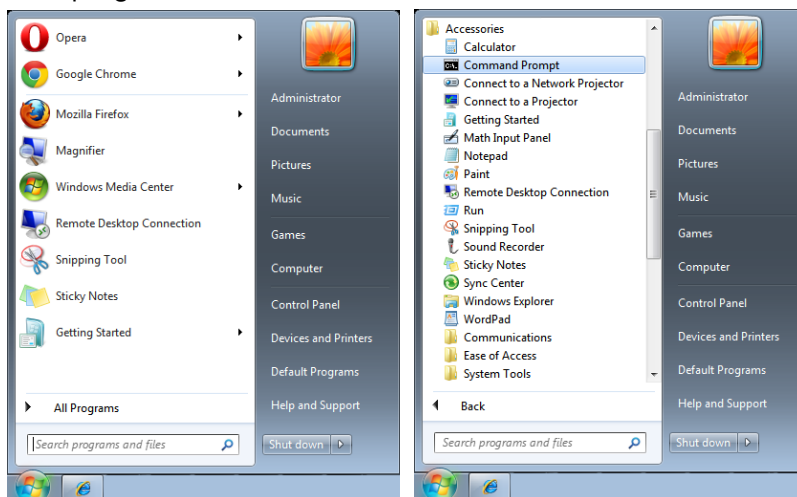 Opera
Google Chrome
Mozilla Firefox
Magnifier
Windows Media Center
Remote Desktop Connection
Snipping Tool
Sticky Notes
Getting Started
All Programs
Search programs and files
Administrator
Documents
Pictures
Music
Games
Computer
Control Panel
Devices and Printers
Default Programs
Help and Support
Shut down
Accessories
Calculator
Command Prompt
Connect to a Network Projector
Connect to a Projector
Getting Started
Math Input Panel
Notepad
Paint
Remote Desktop Connection
Run
Snipping Tool
Sound Recorder
Sticky Notes
Sync Center
Windows Explorer
WordPad
Communications
Ease of Access
System Tools
Back
Search programs and files
Administrator
Documents
Pictures
Music
Games
Computer
Control Panel
Devices and Printers
Default Programs
Help and Support
Shut down